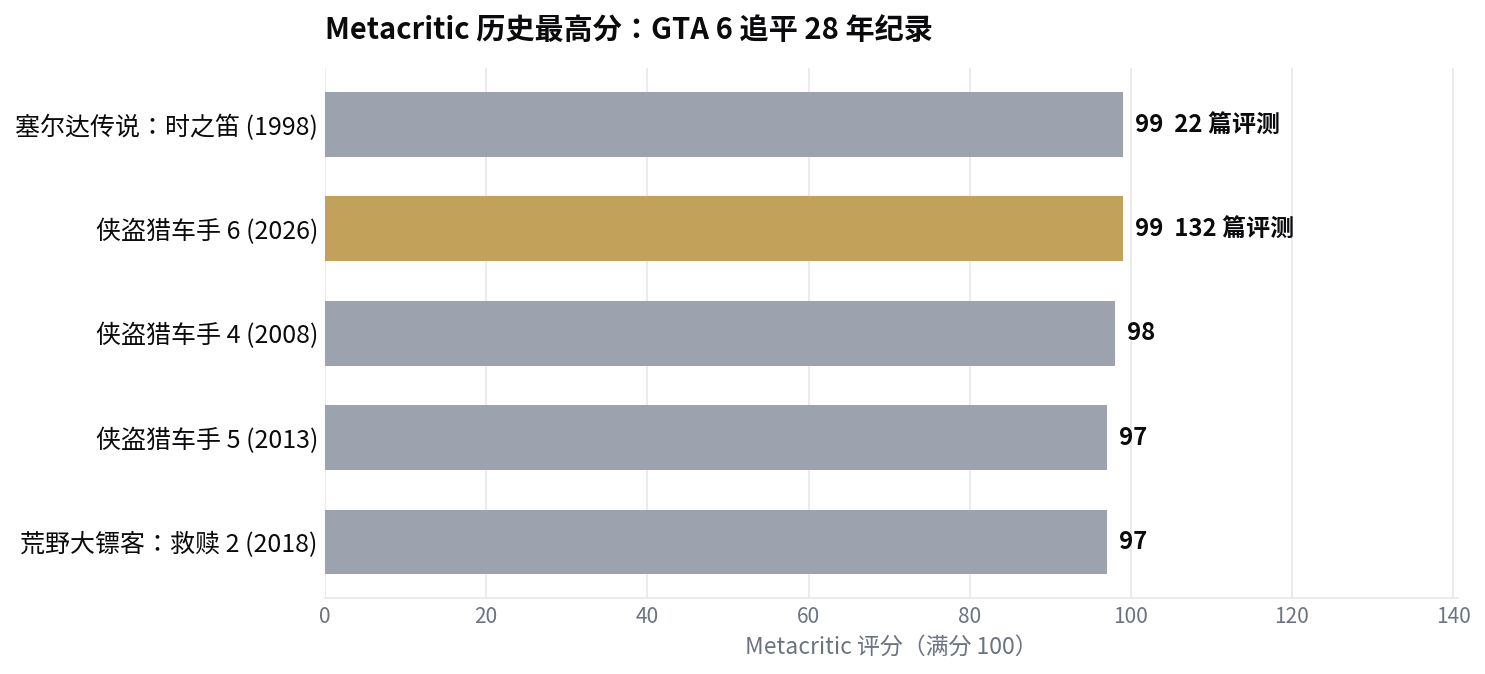 Metacritic 历史最高分：GTA 6 追平 28 年纪录
塞尔达传说：时之笛 (1998)
99 22 篇评测
侠盗猎车手 6 (2026)
99 132 篇评测
侠盗猎车手 4 (2008)
98
侠盗猎车手 5 (2013)
97
荒野大镖客：救赎 2 (2018)
97
0 20 40 60 80 100 120 140
Metacritic 评分（满分 100）